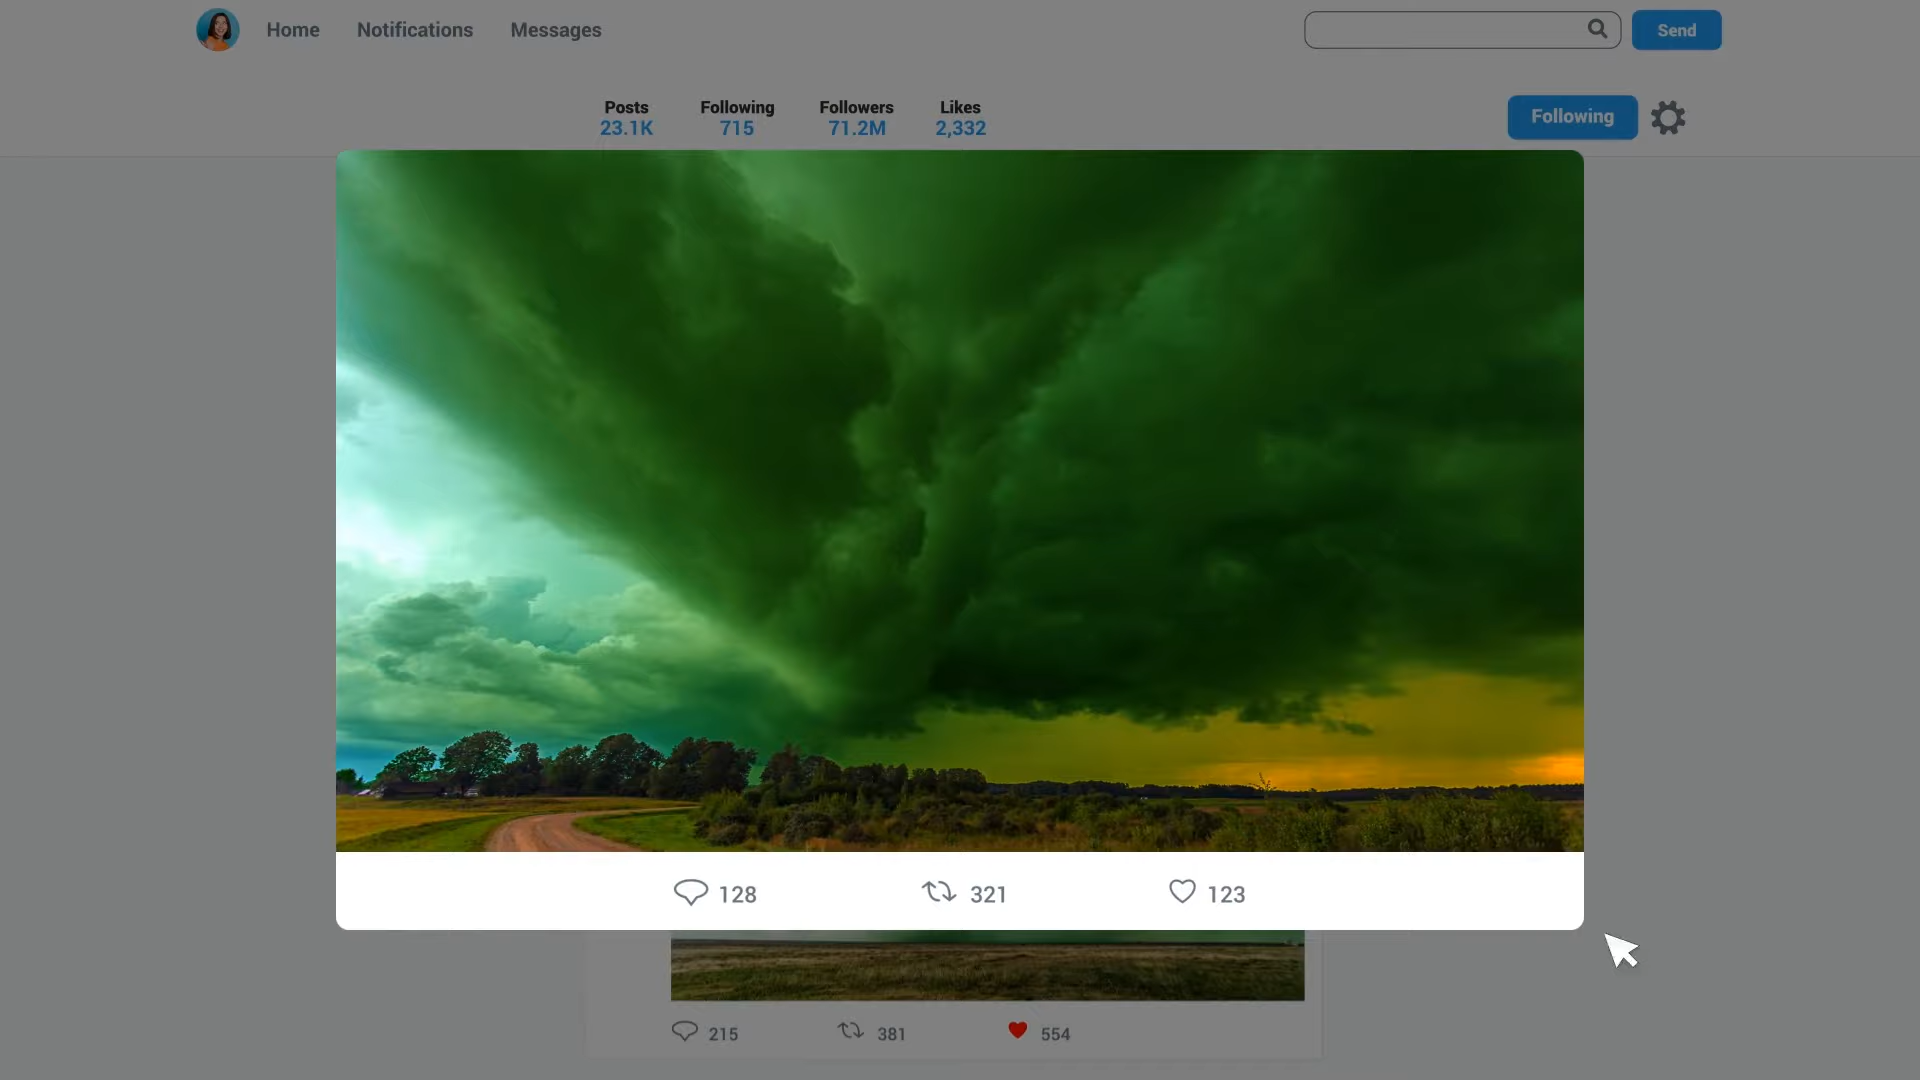 Home Notifications Messages Send
Posts Following Followers Likes
23.1K 715 71.2M 2,332
Following
128 321 123
215 381 554